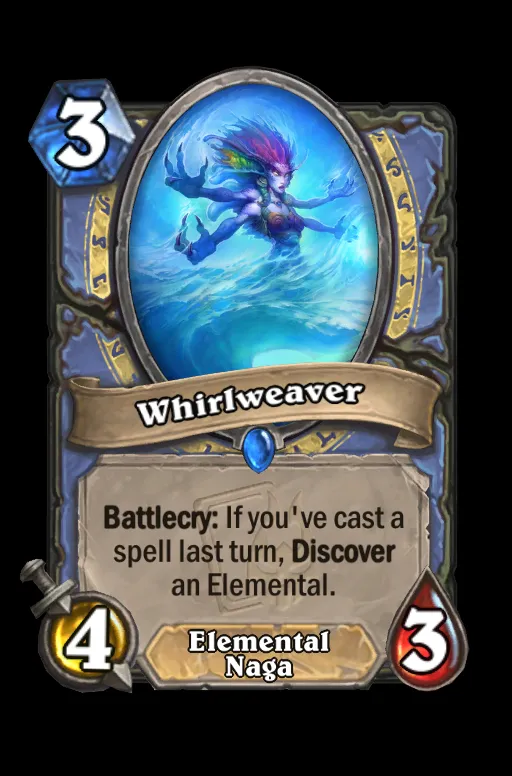 3
Whirlweaver
Battlecry: If you've cast a
spell last turn, Discover
an Elemental.
4
Elemental
Naga
3